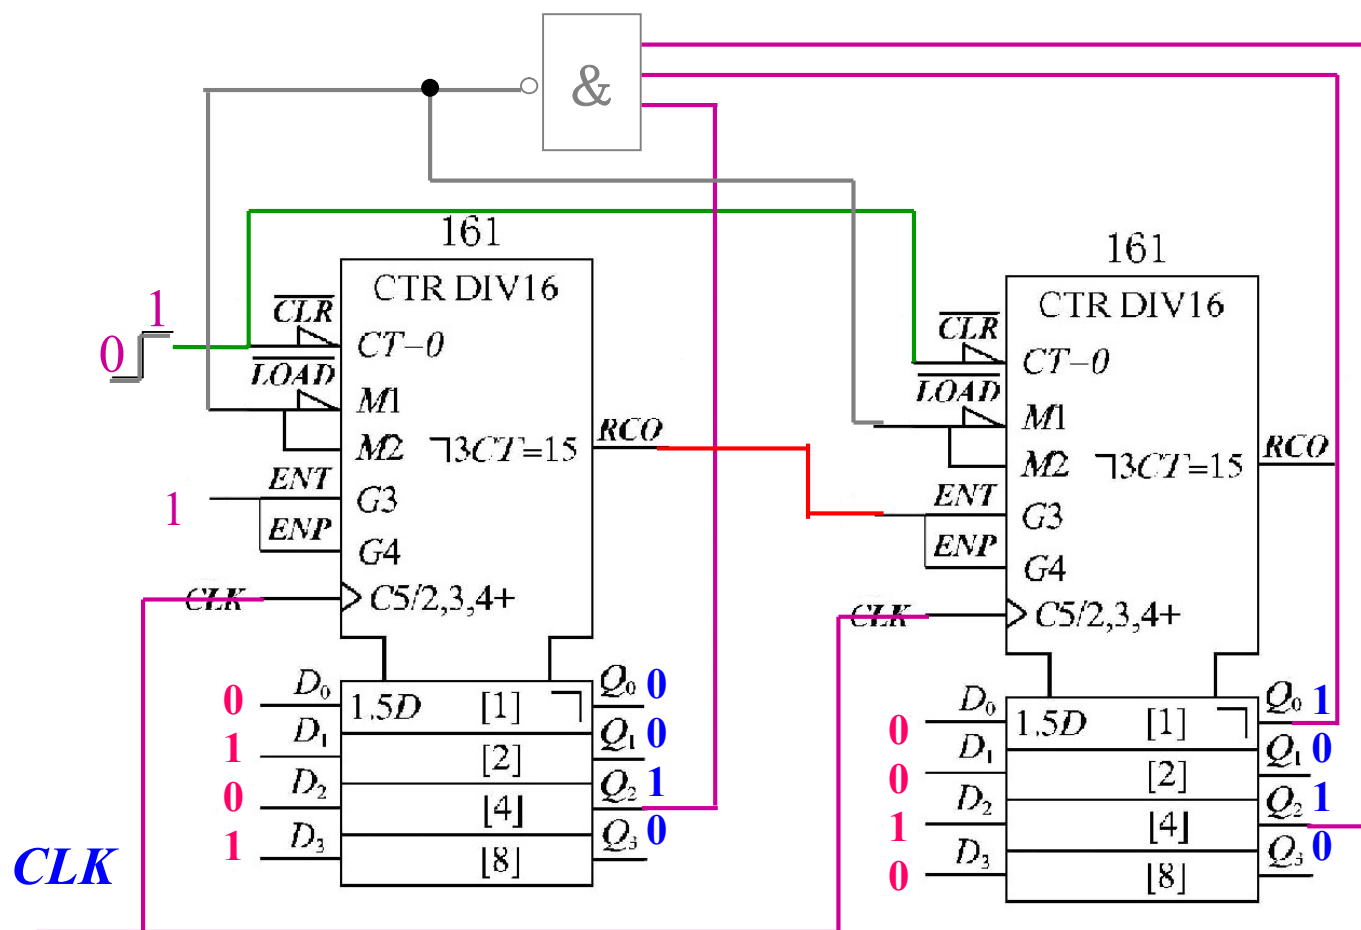 &
161
161
CTR DIV16
CTR DIV16
1
0
CLR
CT-0
LOAD
M1
M2
ㄱ3CT=15
RCO
1
ENT
G3
ENP
G4
CLK
C5/2,3,4+
CLR
CT-0
LOAD
M1
M2
ㄱ3CT=15
RCO
ENT
G3
ENP
G4
CLK
C5/2,3,4+
0 D₀ 1.5D [1] ㄱ Q₀ 0
1 D₁ [2] Q₁ 0
0 D₂ [4] Q₂ 1
1 D₃ [8] Q₃ 0
0 D₀ 1.5D [1] ㄱ Q₀ 1
0 D₁ [2] Q₁ 0
1 D₂ [4] Q₂ 1
0 D₃ [8] Q₃ 0
CLK